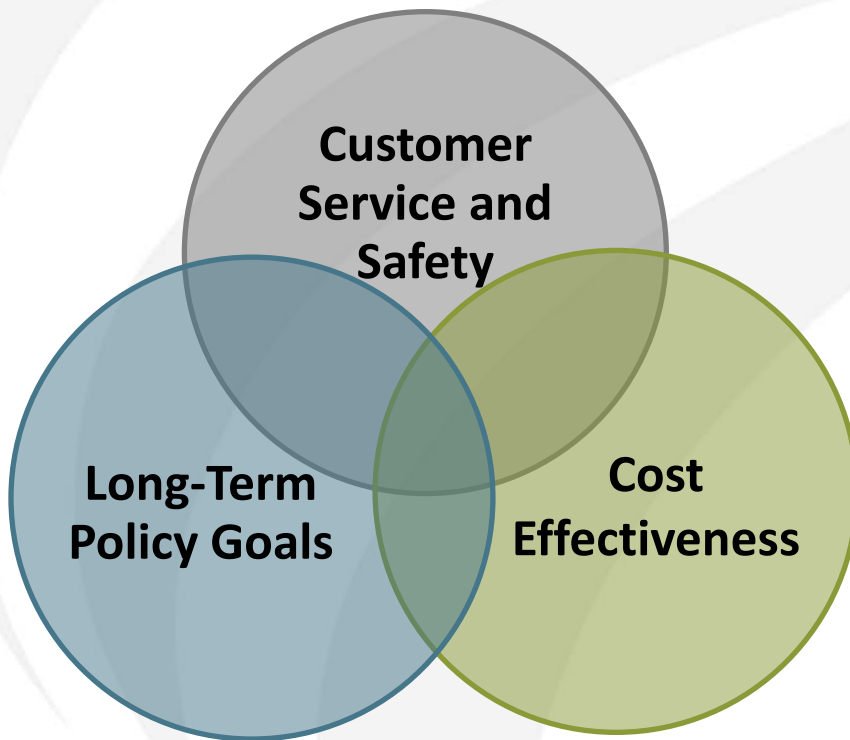 Customer
Service and
Safety
Long-Term
Policy Goals
Cost
Effectiveness